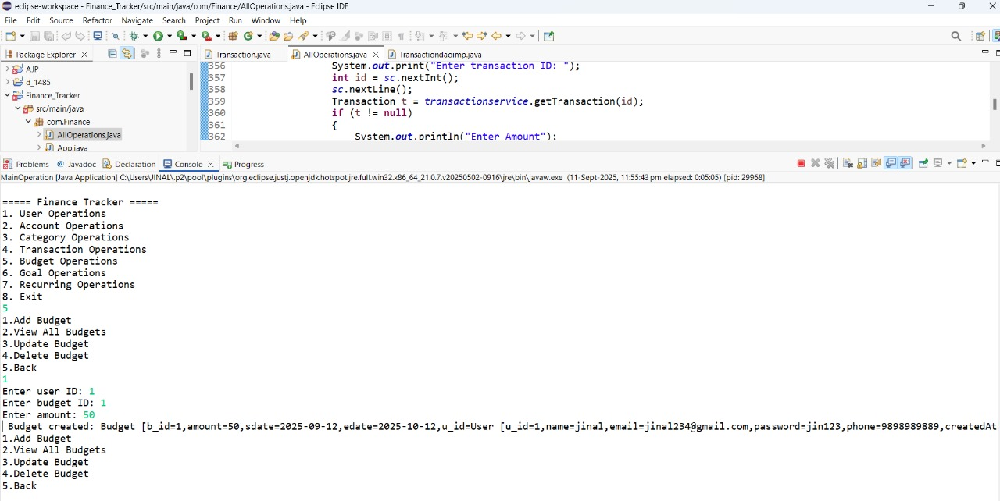 eclipse-workspace - Finance_Tracker/src/main/java/com/Finance/AllOperations.java - Eclipse IDE
File Edit Source Refactor Navigate Search Project Run Window Help
Package Explorer
Transaction.java AllOperations.java Transactiondaoimp.java
AJP
d_1485
Finance_Tracker
src/main/java
com.Finance
AllOperations.java
App.java
356 System.out.print("Enter transaction ID: ");
357 int id = sc.nextInt();
358 sc.nextLine();
359 Transaction t = transactionservice.getTransaction(id);
360 if (t != null)
361 {
362 System.out.println("Enter Amount");
Problems Javadoc Declaration Console Progress
MainOperation [Java Application] C:\Users\JINAL\.p2\pool\plugins\org.eclipse.justj.openjdk.hotspot.jre.full.win32.x86_64_21.0.7.v20250502-0916\jre\bin\javaw.exe (11-Sept-2025, 11:55:43 pm elapsed: 0:05:05) [pid: 29968]
===== Finance Tracker =====
1. User Operations
2. Account Operations
3. Category Operations
4. Transaction Operations
5. Budget Operations
6. Goal Operations
7. Recurring Operations
8. Exit
5
1.Add Budget
2.View All Budgets
3.Update Budget
4.Delete Budget
5.Back
1
Enter user ID: 1
Enter budget ID: 1
Enter amount: 50
Budget created: Budget [b_id=1,amount=50,sdate=2025-09-12,edate=2025-10-12,u_id=User [u_id=1,name=jinal,email=jinal234@gmail.com,password=jin123,phone=9898989889,createdAt
1.Add Budget
2.View All Budgets
3.Update Budget
4.Delete Budget
5.Back